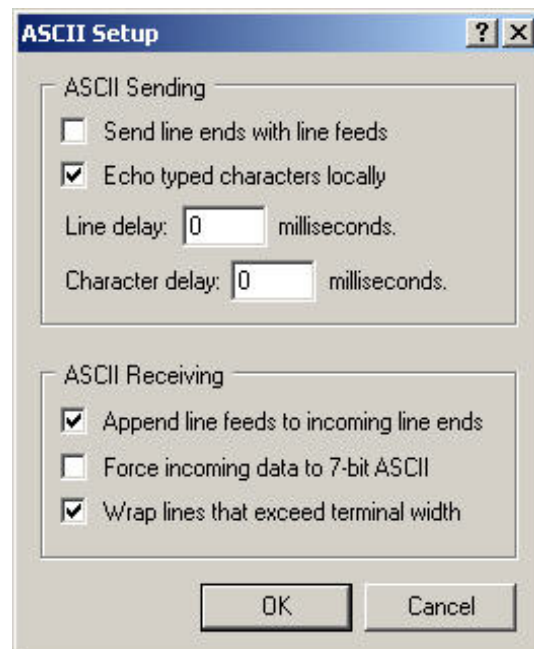 ASCII Setup
ASCII Sending
Send line ends with line feeds
Echo typed characters locally
Line delay: 0 milliseconds.
Character delay: 0 milliseconds.
ASCII Receiving
Append line feeds to incoming line ends
Force incoming data to 7-bit ASCII
Wrap lines that exceed terminal width
OK Cancel